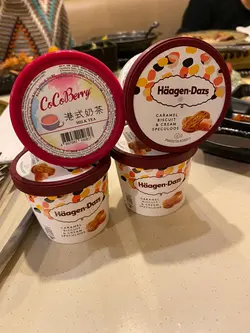 CoCoBerry
港式奶茶
MILK TEA
Häagen-Dazs
CARAMEL
BISCUIT
& CREAM
SPECULOOS
Häagen-Dazs
CARAMEL
BISCUIT
& CREAM
SPECULOOS
Häagen-Dazs
CARAMEL
BISCUIT
& CREAM